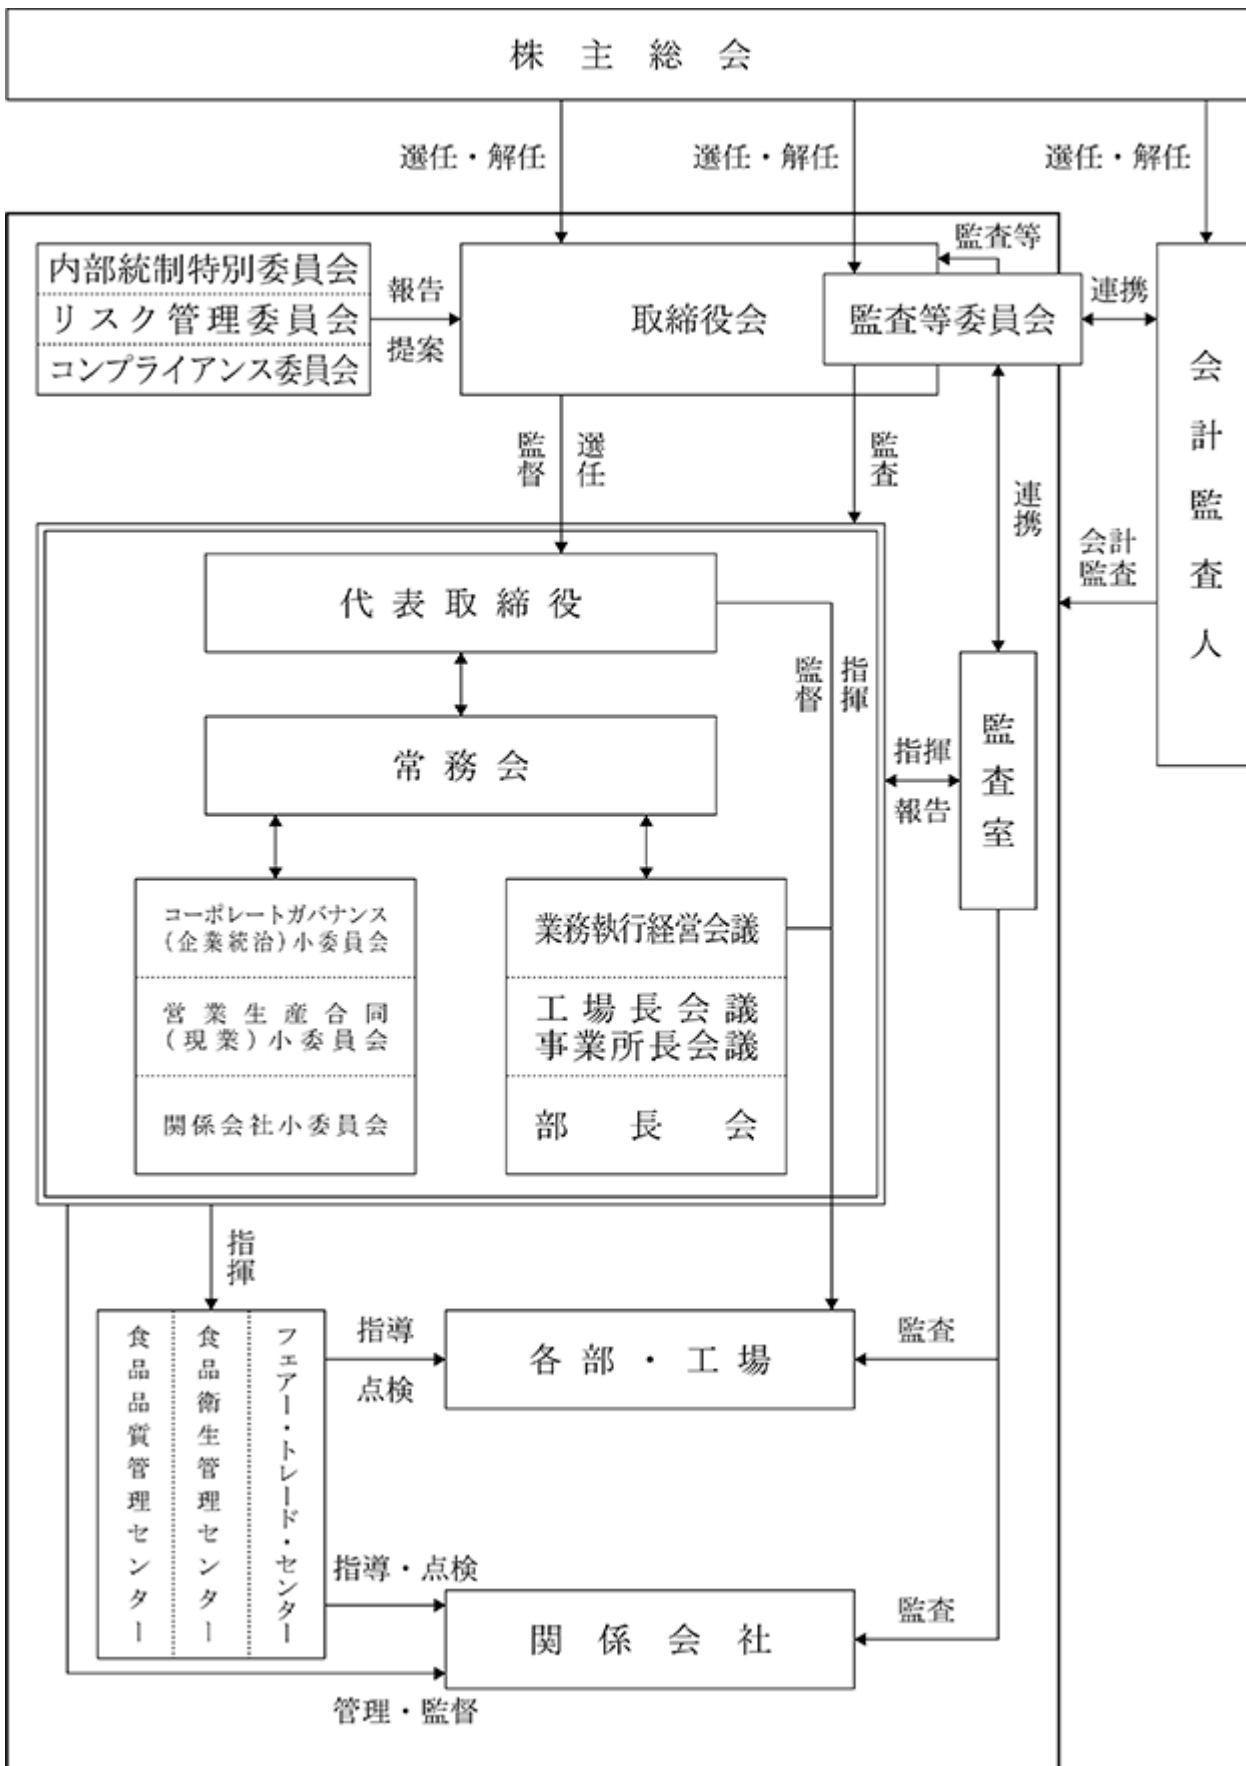 株主総会
選任・解任
選任・解任
選任・解任
内部統制特別委員会
リスク管理委員会
コンプライアンス委員会
報告
提案
取締役会
監査等
監査等委員会
連携
会計監査人
監督
選任
監査
連携
会計
監査
代表取締役
監督
指揮
常務会
指揮
報告
監査室
コーポレートガバナンス
(企業統治)小委員会
営業生産合同
(現業)小委員会
関係会社小委員会
業務執行経営会議
工場長会議
事業所長会議
部長会
指揮
食品品質管理センター
食品衛生管理センター
フェアー・トレード・センター
指導
点検
各部・工場
監査
指導・点検
関係会社
監査
管理・監督